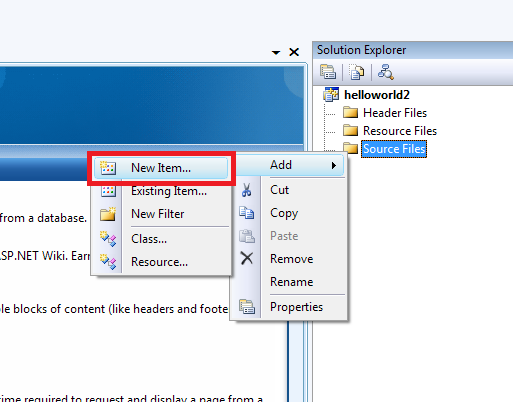 Solution Explorer
helloworld2
Header Files
Resource Files
Source Files
New Item...
Existing Item...
New Filter
Class...
Resource...
Add
Cut
Copy
Paste
Remove
Rename
Properties
from a database.
SP.NET Wiki. Earn
le blocks of content (like headers and foote
time required to request and display a page from a